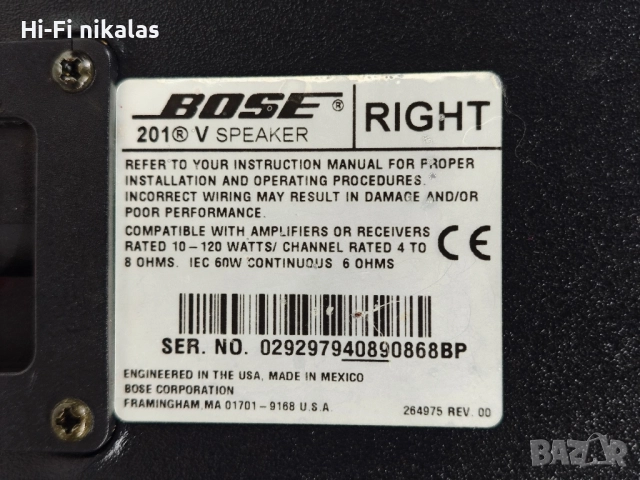 Hi-Fi nikalas
BOSE®
201® V SPEAKER
RIGHT
REFER TO YOUR INSTRUCTION MANUAL FOR PROPER
INSTALLATION AND OPERATING PROCEDURES.
INCORRECT WIRING MAY RESULT IN DAMAGE AND/OR
POOR PERFORMANCE.
COMPATIBLE WITH AMPLIFIERS OR RECEIVERS
RATED 10-120 WATTS/ CHANNEL RATED 4 TO
8 OHMS. IEC 60W CONTINUOUS 6 OHMS
CE
SER. NO. 029297940890868BP
ENGINEERED IN THE USA, MADE IN MEXICO
BOSE CORPORATION
FRAMINGHAM, MA 01701-9168 U.S.A.
264975 REV. 00
BAZAR